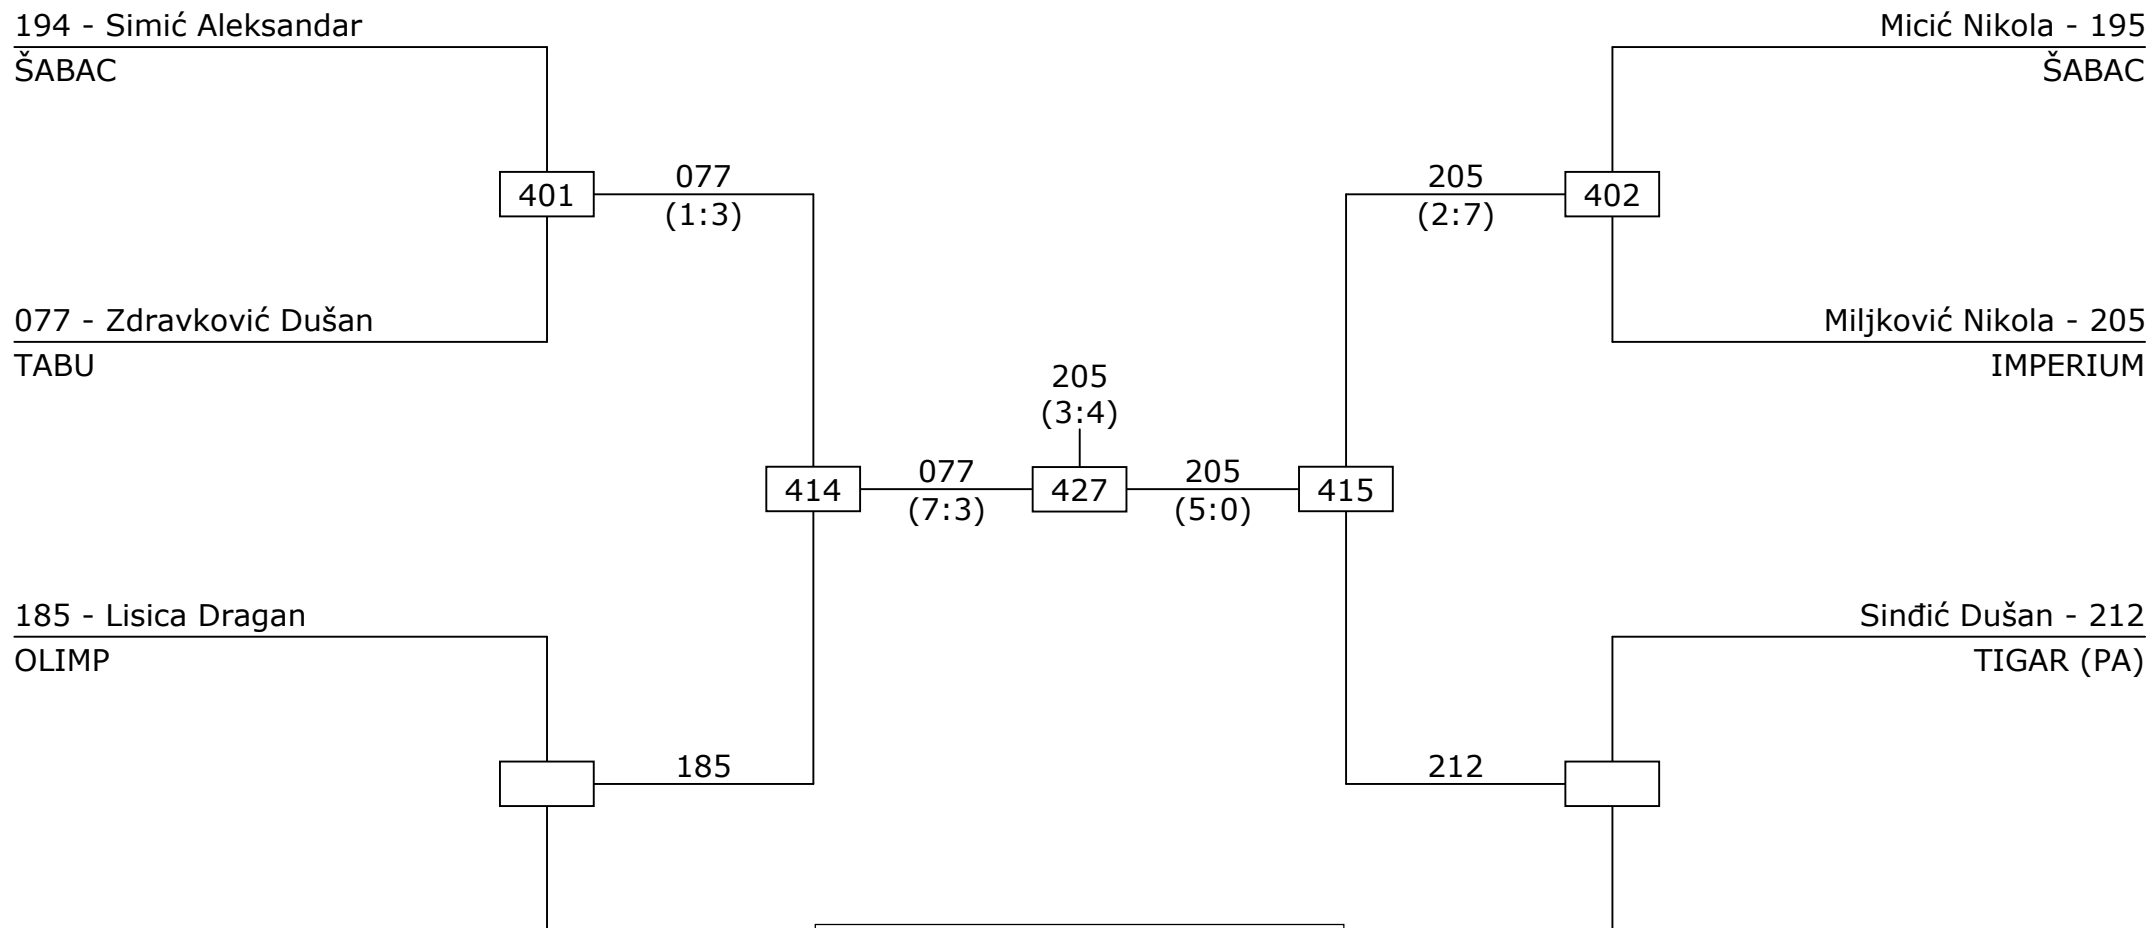 194 - Simić Aleksandar
ŠABAC
Micić Nikola - 195
ŠABAC
401
077
(1:3)
205
(2:7)
402
077 - Zdravković Dušan
TABU
Miljković Nikola - 205
IMPERIUM
205
(3:4)
414
077
(7:3)
427
205
(5:0)
415
185 - Lisica Dragan
OLIMP
Sinđić Dušan - 212
TIGAR (PA)
185
212